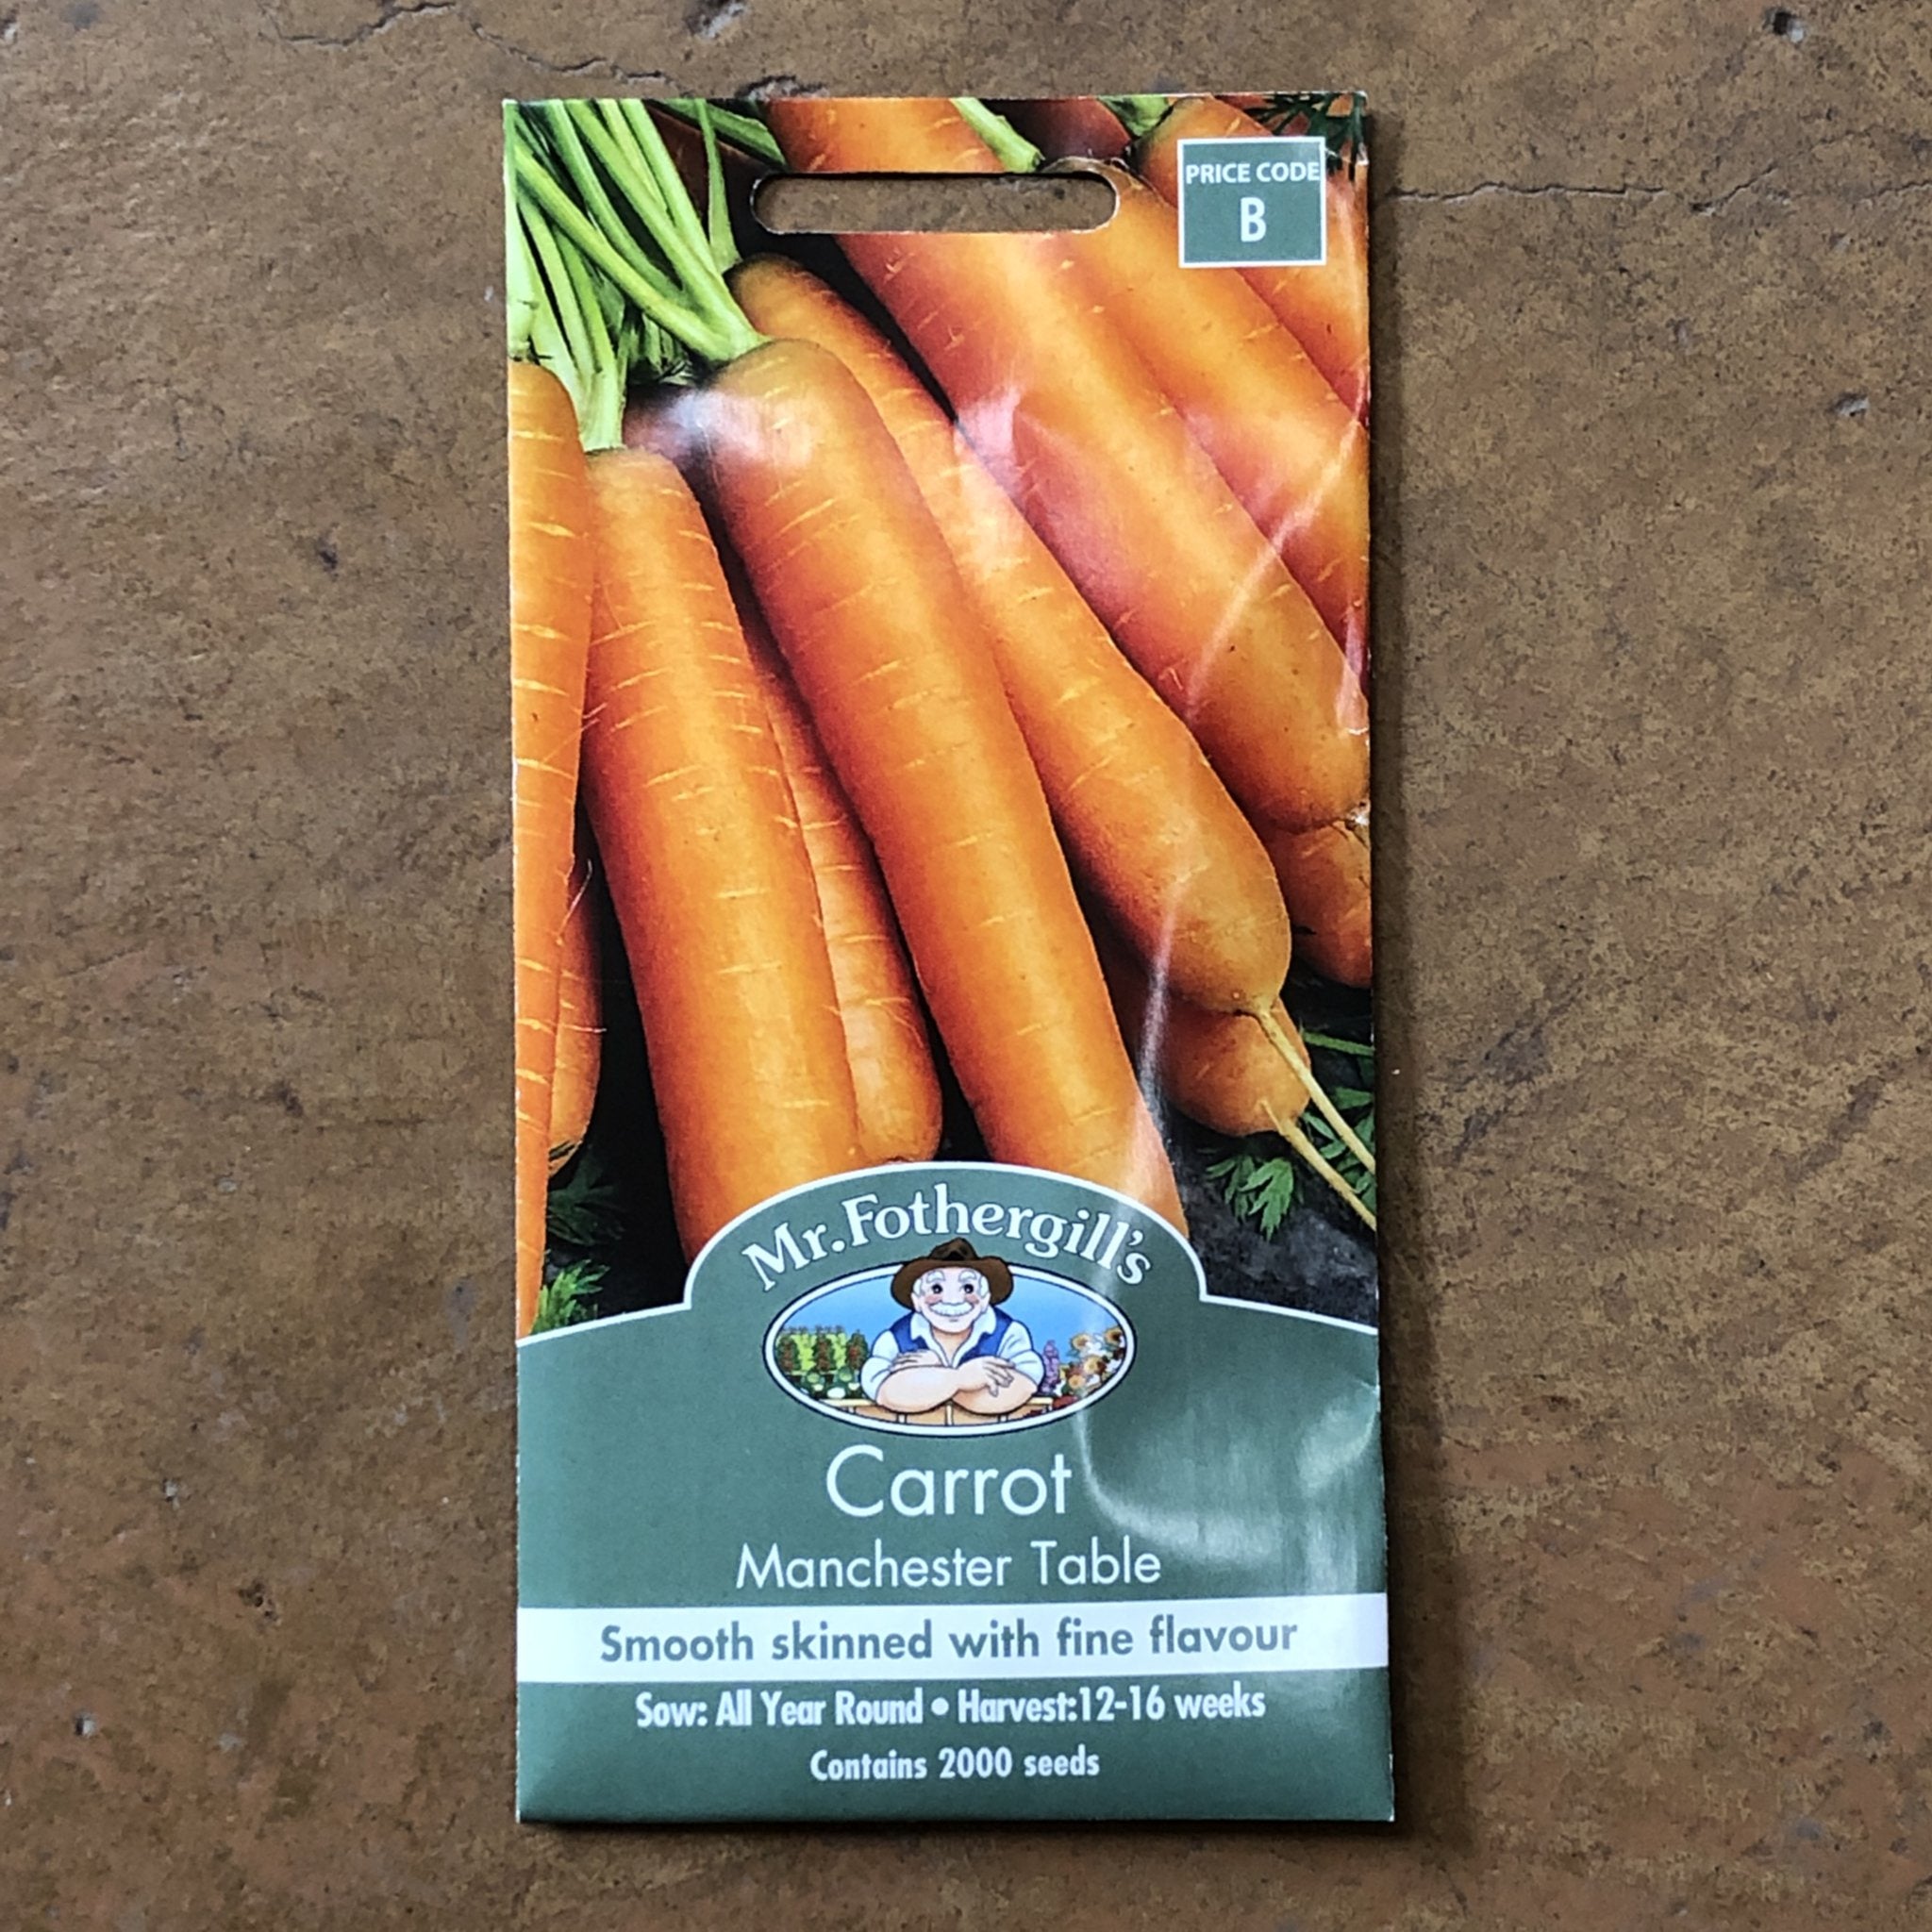 PRICE CODE
B
Mr. Fothergill's
Carrot
Manchester Table
Smooth skinned with fine flavour
Sow: All Year Round • Harvest:12-16 weeks
Contains 2000 seeds